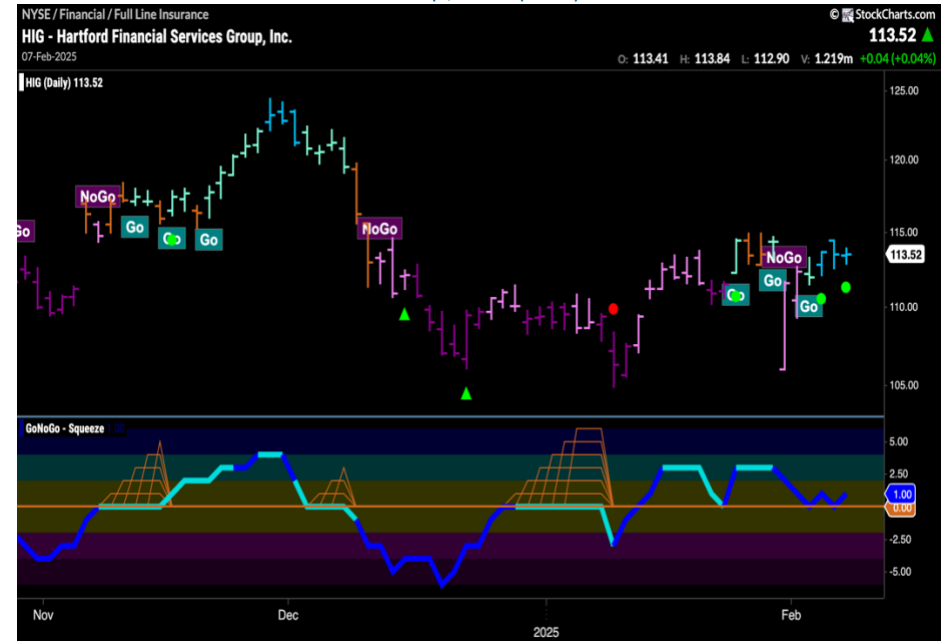 NYSE / Financial / Full Line Insurance
© StockCharts.com
HIG - Hartford Financial Services Group, Inc.
113.52
07-Feb-2025
O: 113.41 H: 113.84 L: 112.90 V: 1.219m +0.04 (+0.04%)
HIG (Daily) 113.52
125.00
120.00
115.00
113.52
110.00
105.00
NoGo
Go
Go
Go
Go
NoGo
NoGo
Go
Go
Go
GoNoGo - Squeeze 1.00
5.00
2.50
1.00
0.00
-2.50
-5.00
Nov
Dec
2025
Feb